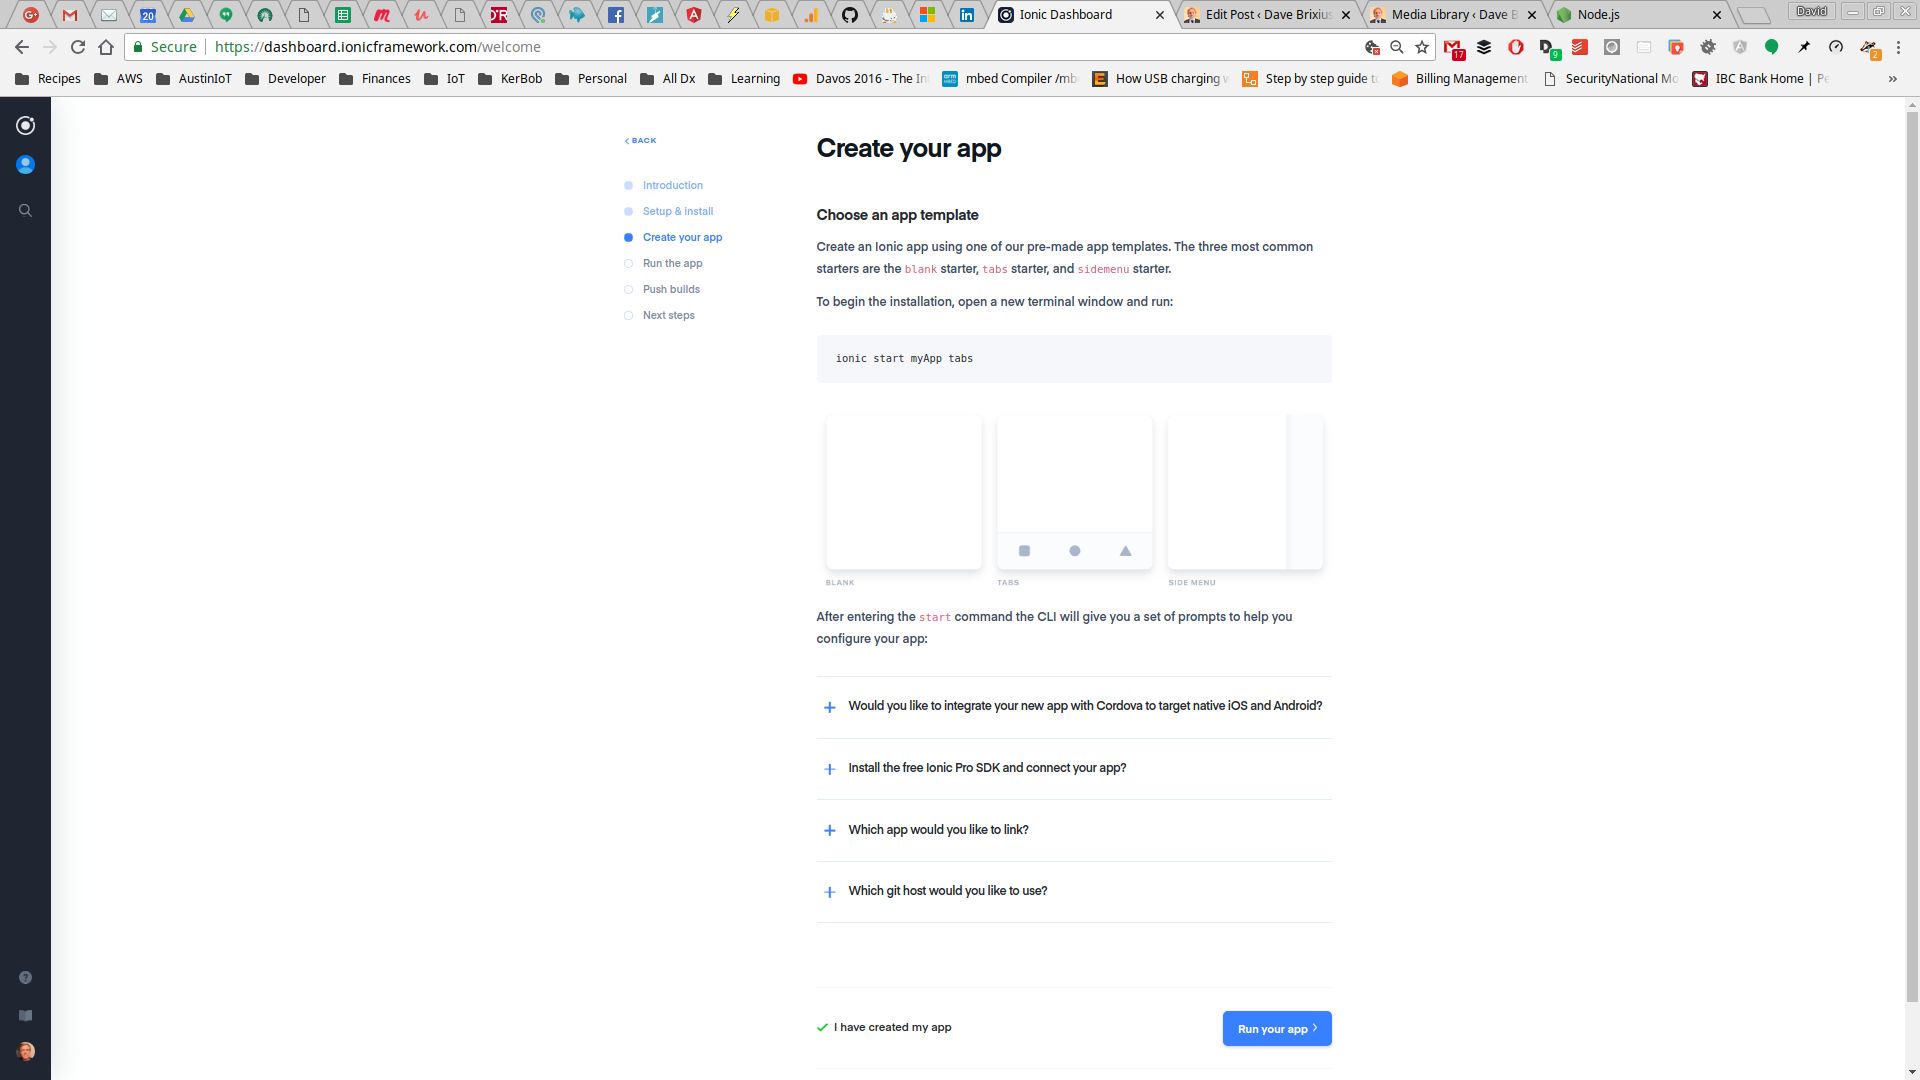 20
D'R
Ionic Dashboard
Edit Post ‹ Dave Brixius
Media Library ‹ Dave B
Node.js
David
Secure
https://dashboard.ionicframework.com/welcome
17
9
2
Recipes
AWS
AustinIoT
Developer
Finances
IoT
KerBob
Personal
All Dx
Learning
Davos 2016 - The In
mbed Compiler /mb
How USB charging
Step by step guide to
Billing Management
SecurityNational Mo
IBC Bank Home | Pe
BACK
Introduction
Setup & install
Create your app
Run the app
Push builds
Next steps
Create your app
Choose an app template
Create an Ionic app using one of our pre-made app templates. The three most common
starters are the blank starter, tabs starter, and sidemenu starter.
To begin the installation, open a new terminal window and run:
ionic start myApp tabs
BLANK
TABS
SIDE MENU
After entering the start command the CLI will give you a set of prompts to help you
configure your app:
Would you like to integrate your new app with Cordova to target native iOS and Android?
Install the free Ionic Pro SDK and connect your app?
Which app would you like to link?
Which git host would you like to use?
I have created my app
Run your app